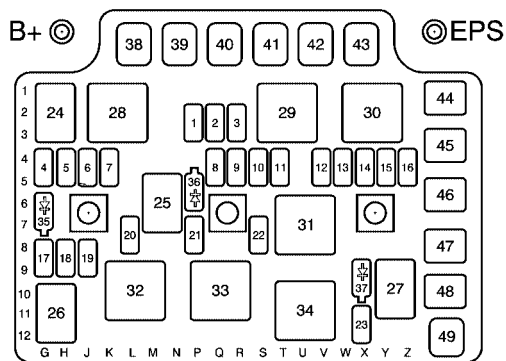 B+ 38 39 40 41 42 43 EPS
1 24 28 29 30 44
2 1 2 3
3
4 4 5 6 7 8 9 10 11 12 13 14 15 16 45
5
6 35 25 36 31 46
7 20 21 22
8 17 18 19 47
9 32 33 37 27
10 26 34 48
11 23
12 49
G H J K L M N P Q R S T U V W X Y Z